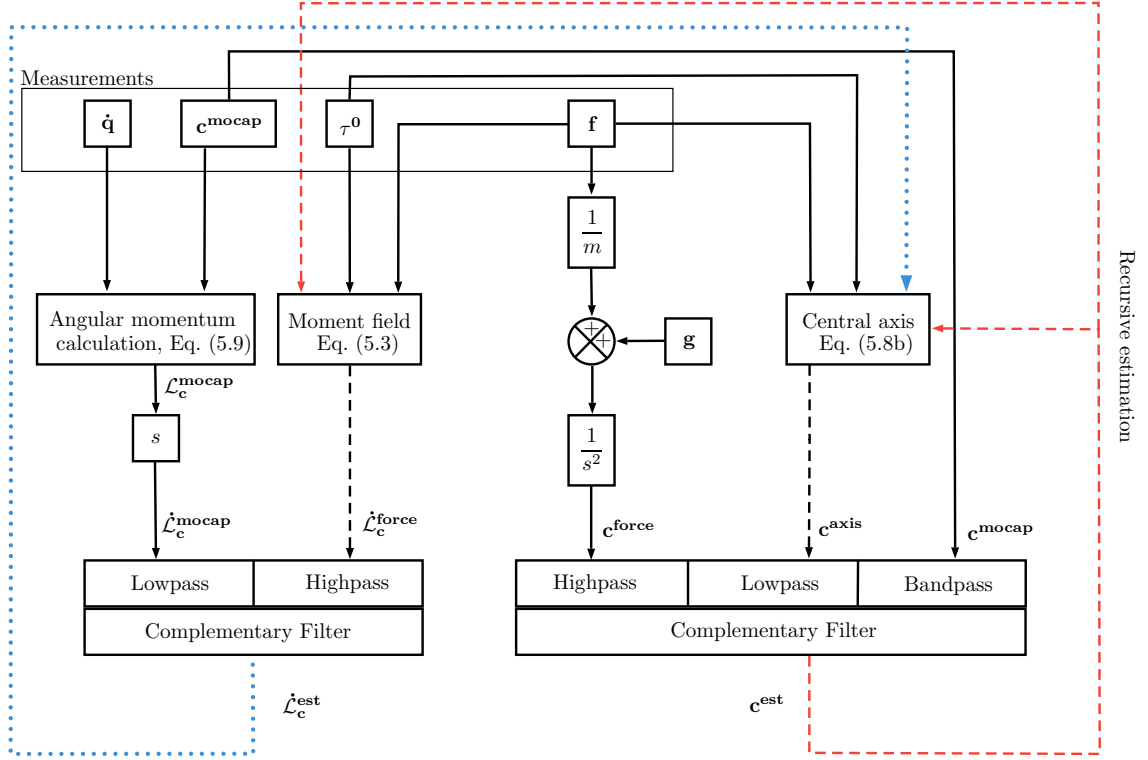 Measurements
q̇
c^mocap
τ^0
f
1
m
Angular momentum
calculation, Eq. (5.9)
Moment field
Eq. (5.3)
+
+
g
Central axis
Eq. (5.8b)
Recursive estimation
ℒ_c^mocap
s
1
s²
ℒ̇_c^mocap
ℒ̇_c^force
c^force
c^axis
c^mocap
Lowpass
Highpass
Highpass
Lowpass
Bandpass
Complementary Filter
Complementary Filter
ℒ̇_c^est
c^est